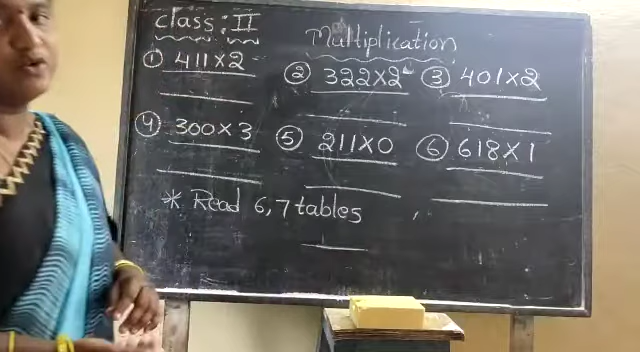 class: II
Multiplication
① 411×2 ② 322×2 ③ 401×2
④ 300×3 ⑤ 211×0 ⑥ 618×1
* Read 6,7 tables